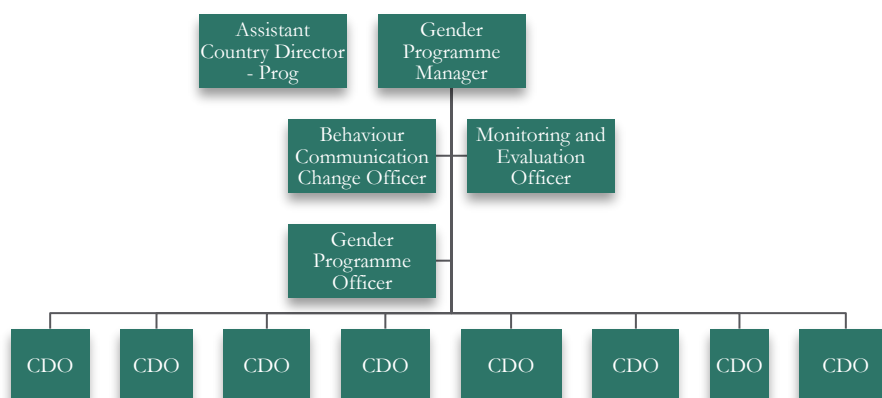 Assistant
Country Director
- Prog
Gender
Programme
Manager
Behaviour
Communication
Change Officer
Monitoring and
Evaluation
Officer
Gender
Programme
Officer
CDO
CDO
CDO
CDO
CDO
CDO
CDO
CDO